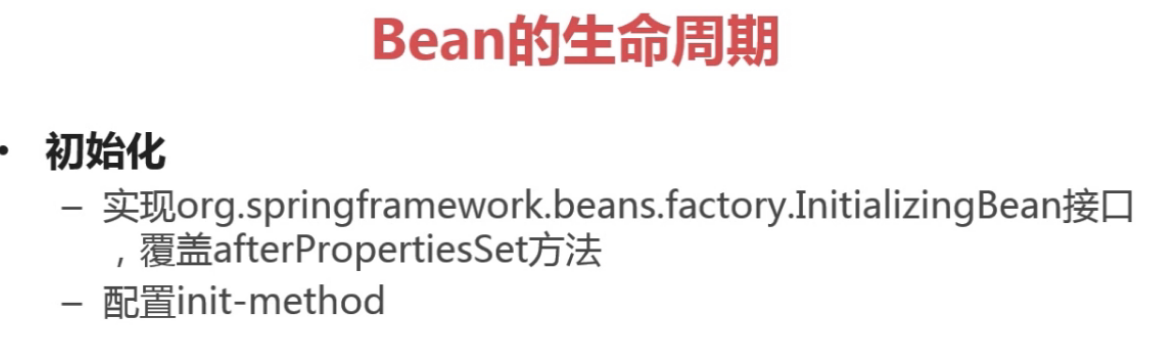 Bean的生命周期
• 初始化
– 实现org.springframework.beans.factory.InitializingBean接口
，覆盖afterPropertiesSet方法
– 配置init-method